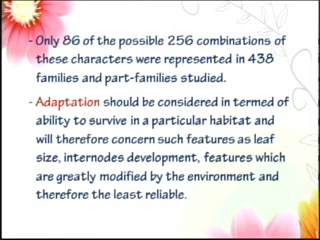 - Only 86 of the possible 256 combinations of
these characters were represented in 438
families and part-families studied.
- Adaptation should be considered in termed of
ability to survive in a particular habitat and
will therefore concern such features as leaf
size, internodes development, features which
are greatly modified by the environment and
therefore the least reliable.